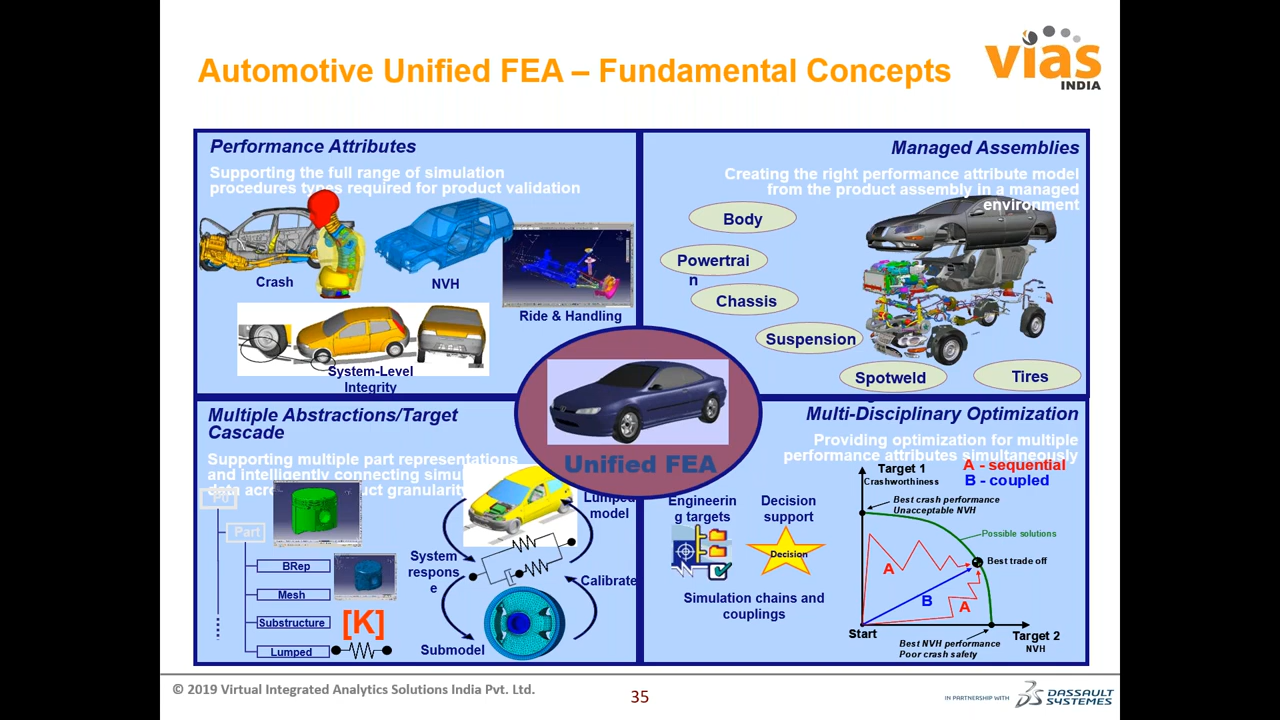 Automotive Unified FEA – Fundamental Concepts
vias
INDIA
Performance Attributes
Supporting the full range of simulation
procedures types required for product validation
Crash
NVH
Ride & Handling
System-Level
Integrity
Managed Assemblies
Creating the right performance attribute model
from the product assembly in a managed
environment
Body
Powertrai
n
Chassis
Suspension
Spotweld
Tires
Unified FEA
Multiple Abstractions/Target
Cascade
Supporting multiple part representations
and intelligently connecting
Part
BRep
Mesh
Substructure
Lumped
[K]
Lumped
model
System
respons
e
Calibrate
Submodel
Multi-Disciplinary Optimization
Providing optimization for multiple
performance attributes simultaneously
Engineerin
g targets
Decision
support
Decision
Simulation chains and
couplings
Target 1
Crashworthiness
A - sequential
B - coupled
Best crash performance
Unacceptable NVH
Possible solutions
Best trade off
A
B
A
Start
Best NVH performance
Poor crash safety
Target 2
NVH
© 2019 Virtual Integrated Analytics Solutions India Pvt. Ltd.
35
IN PARTNERSHIP WITH
DASSAULT
SYSTEMES